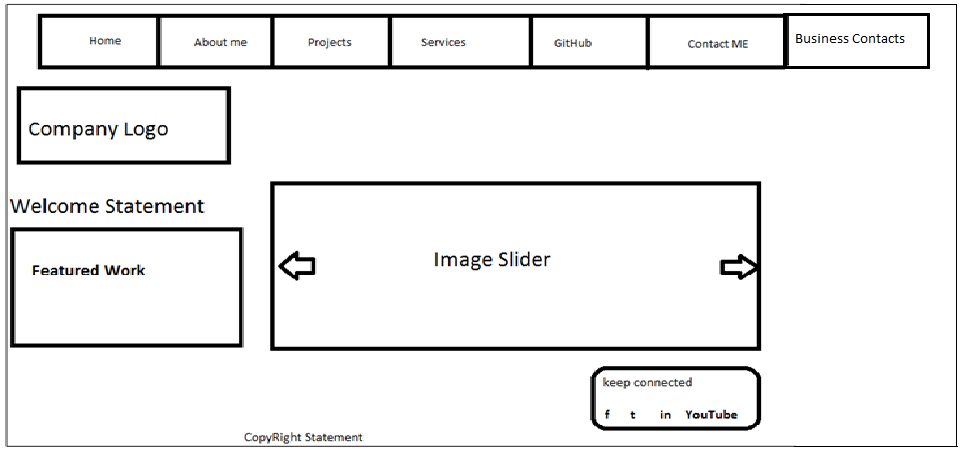 Home About me Projects Services GitHub Contact ME Business Contacts
Company Logo
Welcome Statement
Featured Work
Image Slider
keep connected
f t in YouTube
CopyRight Statement